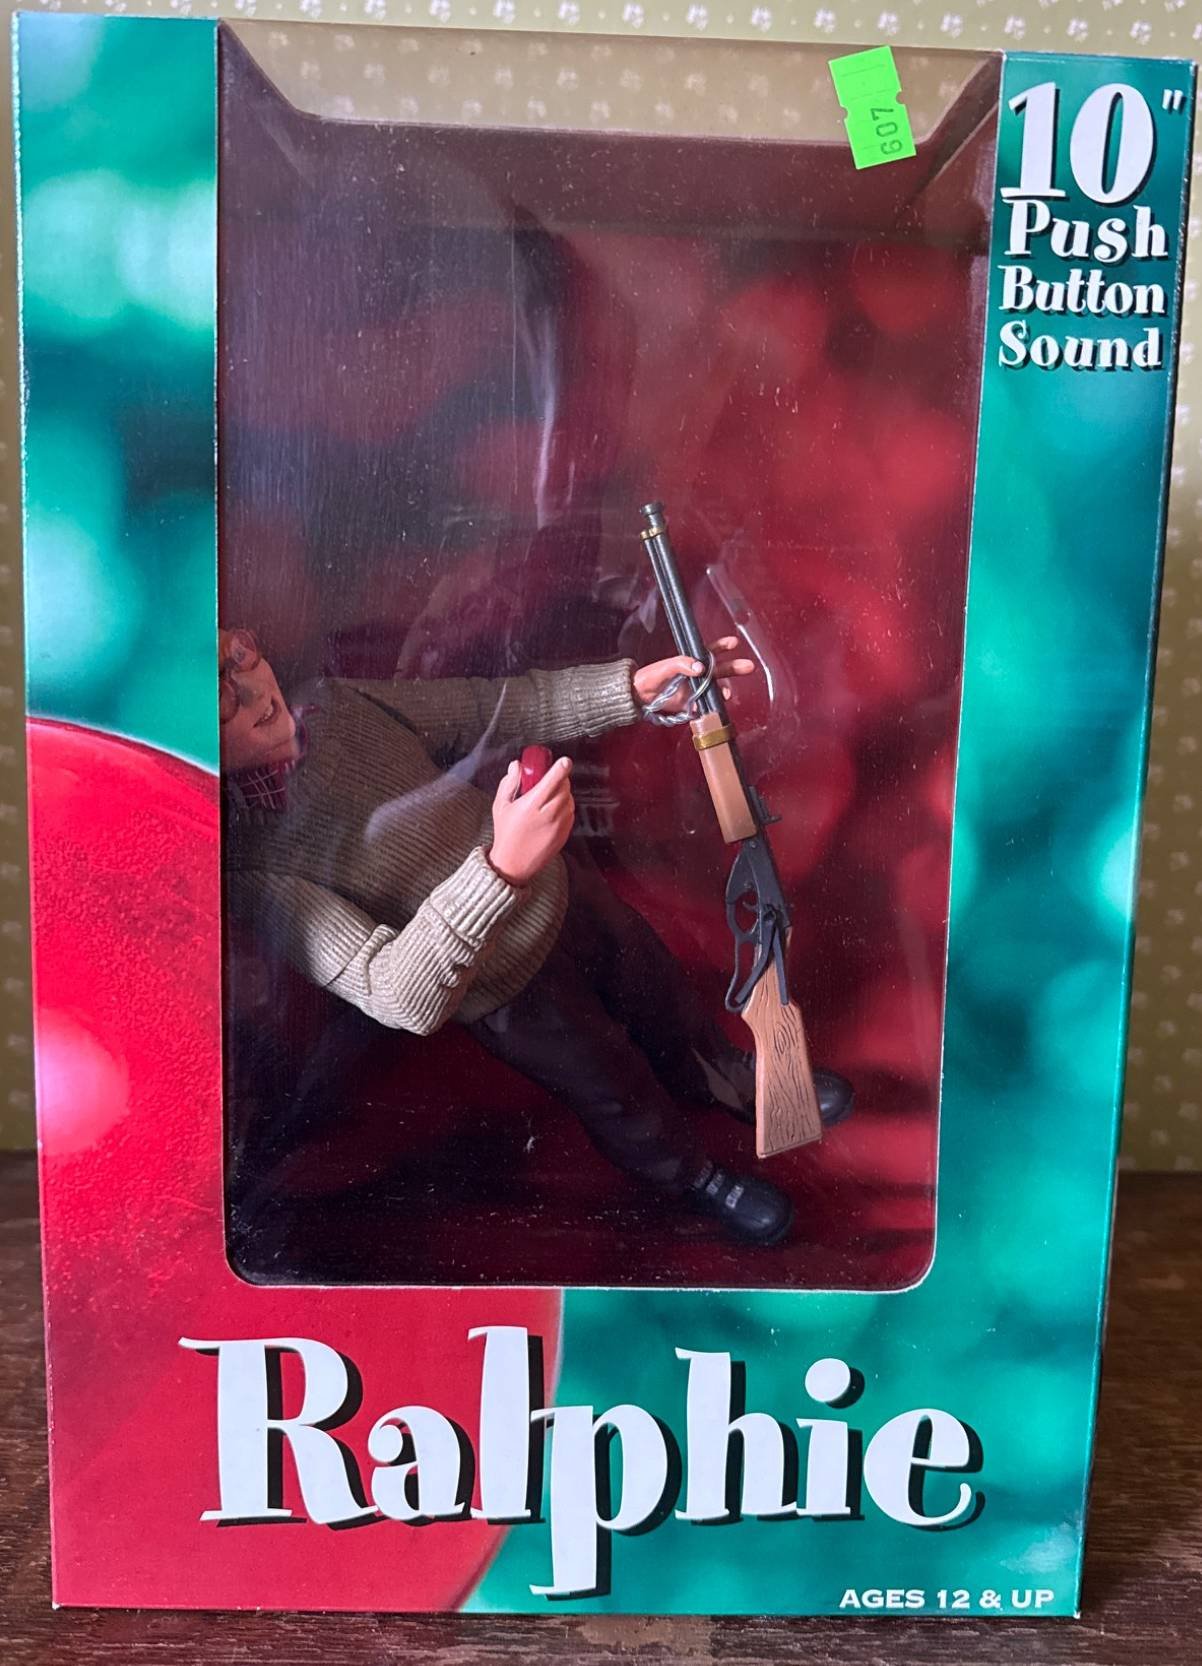 607
10"
Push
Button
Sound
Ralphie
AGES 12 & UP